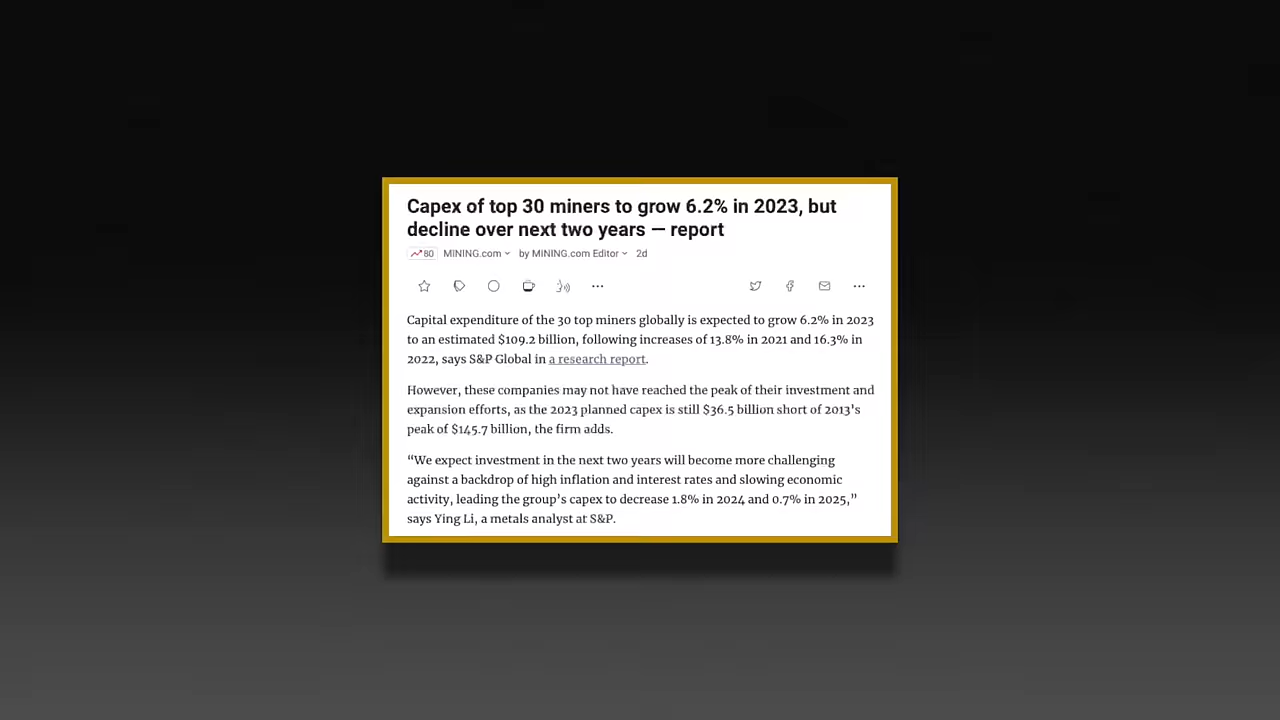 Capex of top 30 miners to grow 6.2% in 2023, but
decline over next two years — report
80 MINING.com by MINING.com Editor 2d
Capital expenditure of the 30 top miners globally is expected to grow 6.2% in 2023
to an estimated $109.2 billion, following increases of 13.8% in 2021 and 16.3% in
2022, says S&P Global in a research report.
However, these companies may not have reached the peak of their investment and
expansion efforts, as the 2023 planned capex is still $36.5 billion short of 2013’s
peak of $145.7 billion, the firm adds.
“We expect investment in the next two years will become more challenging
against a backdrop of high inflation and interest rates and slowing economic
activity, leading the group’s capex to decrease 1.8% in 2024 and 0.7% in 2025,”
says Ying Li, a metals analyst at S&P.